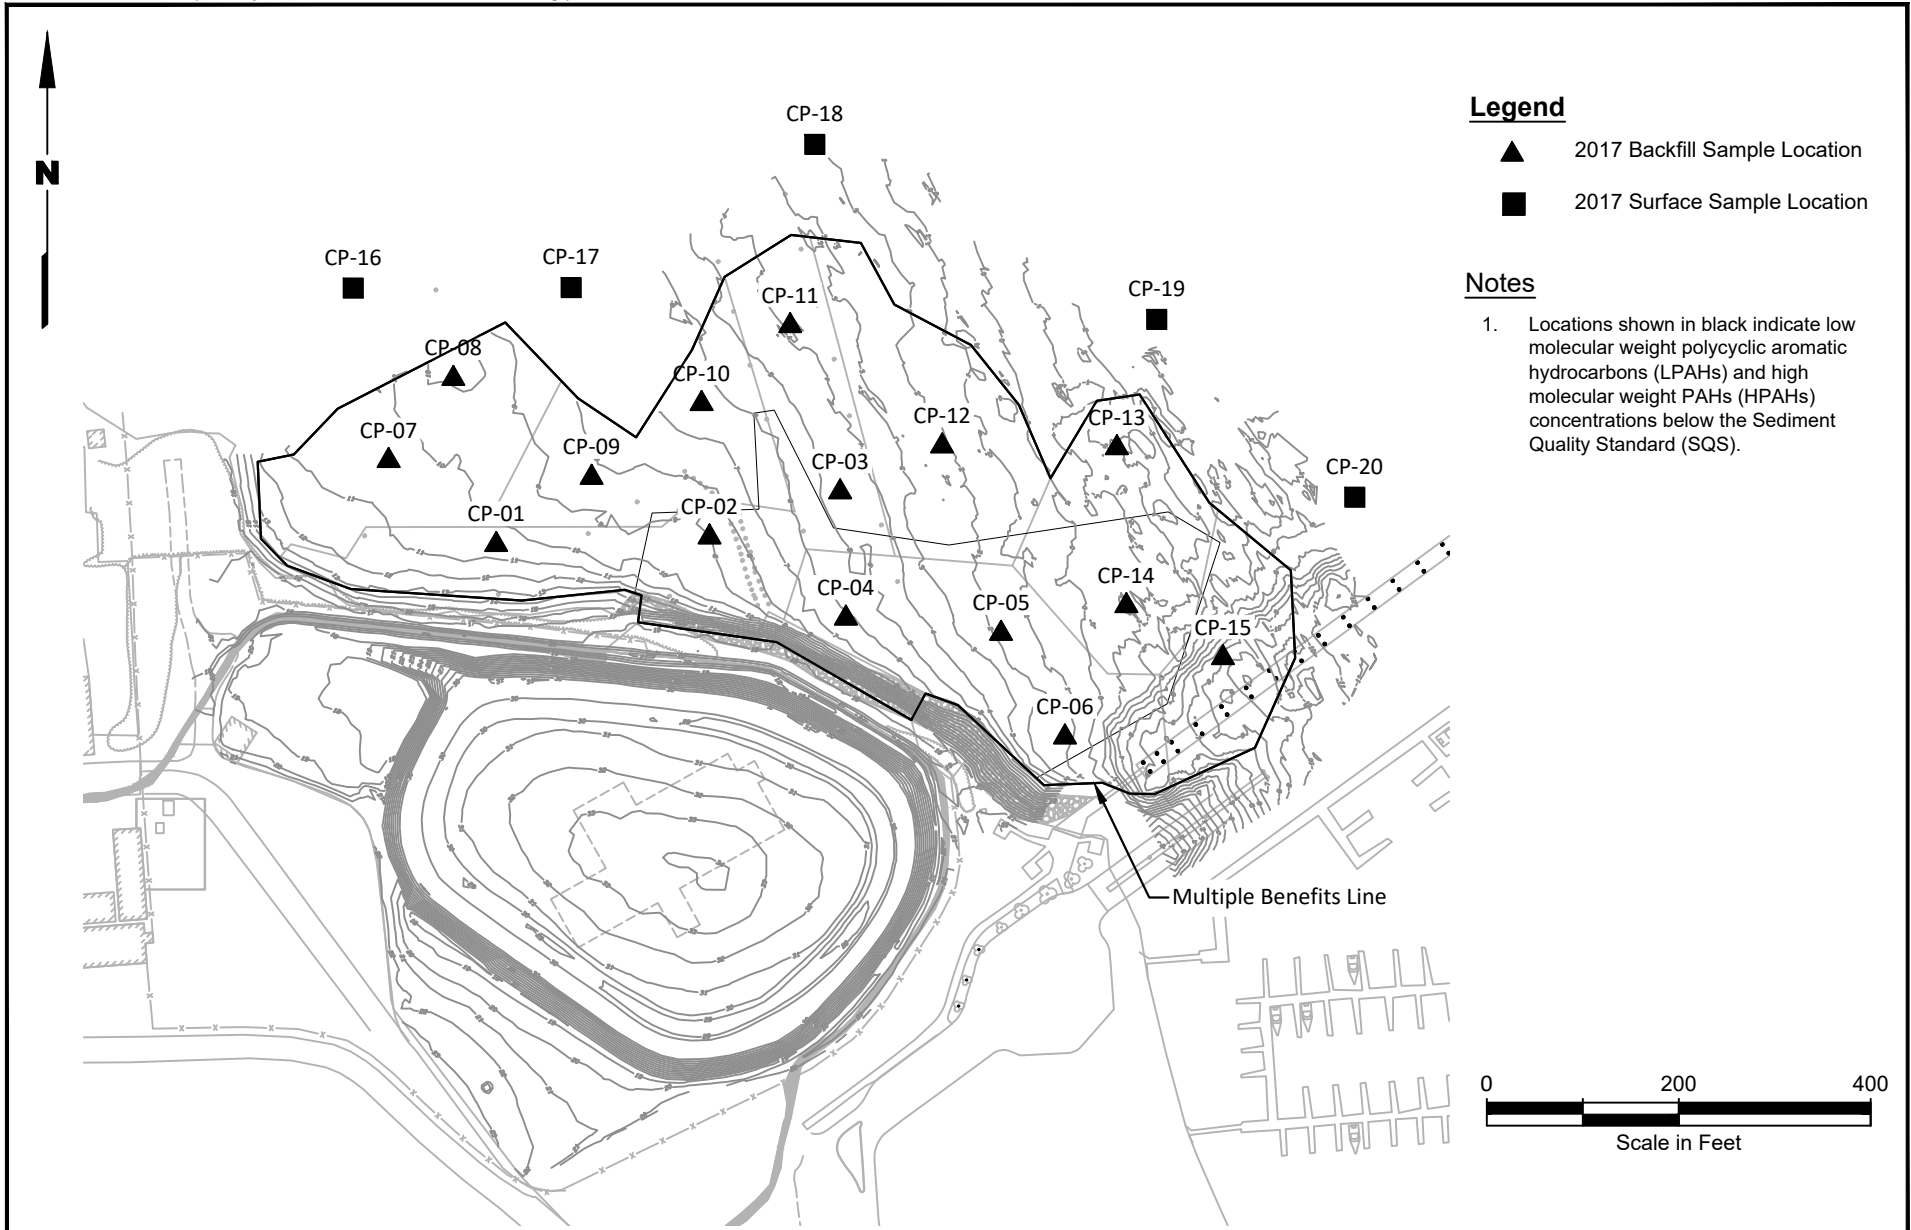 N
CP-18
CP-16
CP-17
CP-19
CP-11
CP-08
CP-10
CP-12
CP-13
CP-07
CP-09
CP-03
CP-20
CP-01
CP-02
CP-14
CP-04
CP-05
CP-15
CP-06
Multiple Benefits Line
Legend
2017 Backfill Sample Location
2017 Surface Sample Location
Notes
1. Locations shown in black indicate low
molecular weight polycyclic aromatic
hydrocarbons (LPAHs) and high
molecular weight PAHs (HPAHs)
concentrations below the Sediment
Quality Standard (SQS).
0 200 400
Scale in Feet